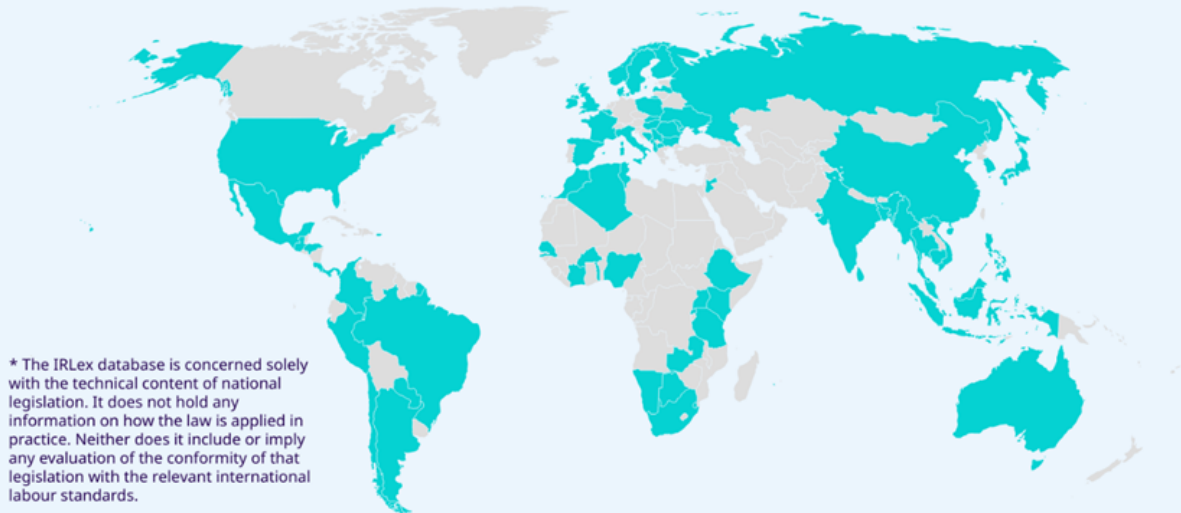 * The IRLex database is concerned solely
with the technical content of national
legislation. It does not hold any
information on how the law is applied in
practice. Neither does it include or imply
any evaluation of the conformity of that
legislation with the relevant international
labour standards.